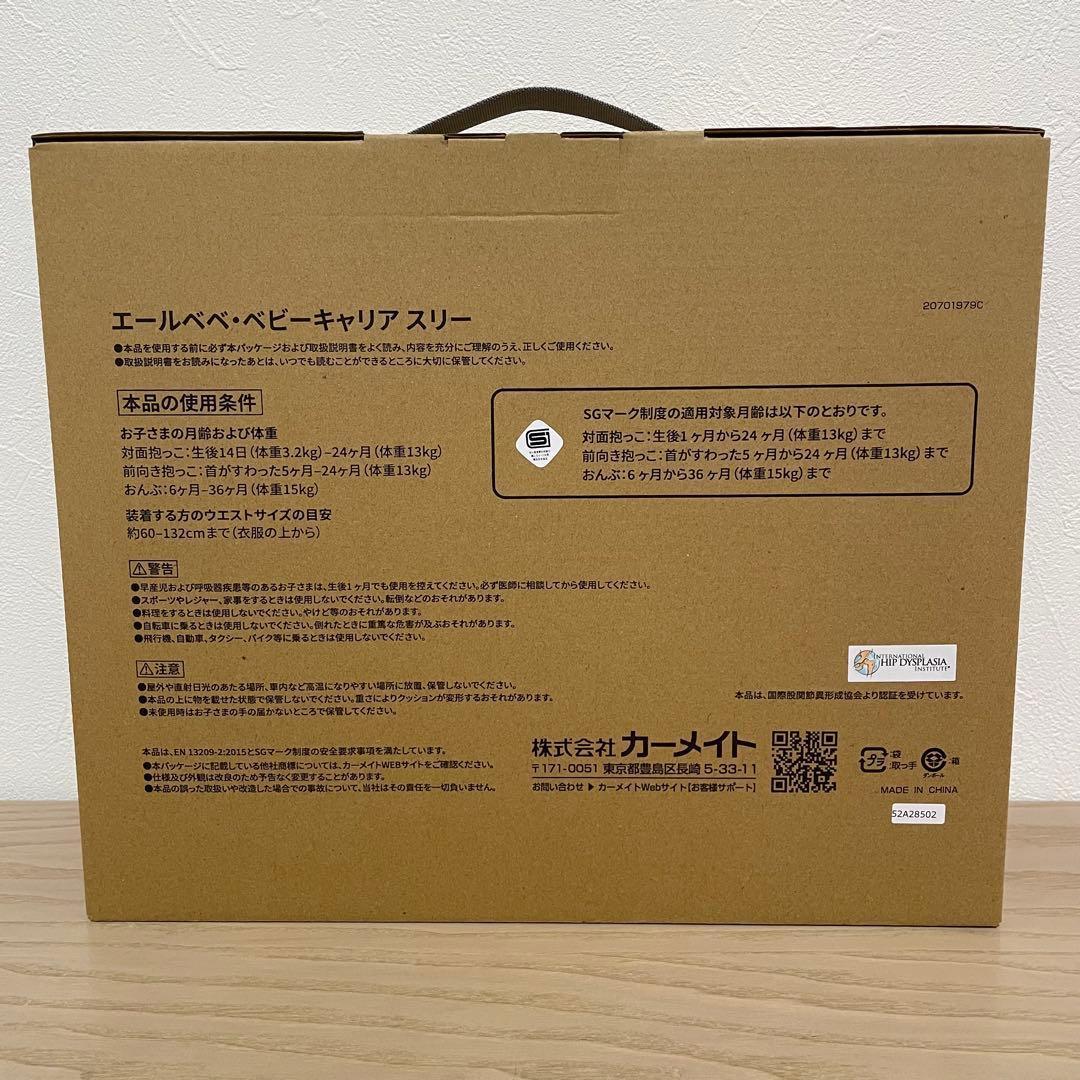 20701979C
エールベベ・ベビーキャリア スリー
●本品を使用する前に必ず本パッケージおよび取扱説明書をよく読み、内容を充分にご理解のうえ、正しくご使用ください。
●取扱説明書をお読みになったあとは、いつでも読むことができるところに大切に保管してください。
本品の使用条件
お子さまの月齢および体重
対面抱っこ：生後14日（体重3.2kg）–24ヶ月（体重13kg）
前向き抱っこ：首がすわった5ヶ月–24ヶ月（体重13kg）
おんぶ：6ヶ月–36ヶ月（体重15kg）
装着する方のウエストサイズの目安
約60–132cmまで（衣服の上から）
SGマーク制度の適用対象月齢は以下のとおりです。
対面抱っこ：生後1ヶ月から24ヶ月（体重13kg）まで
前向き抱っこ：首がすわった5ヶ月から24ヶ月（体重13kg）まで
おんぶ：6ヶ月から36ヶ月（体重15kg）まで
⚠警告
●早産児および呼吸器疾患等のあるお子さまは、生後1ヶ月でも使用を控えてください。必ず医師に相談してから使用してください。
●スポーツやレジャー、家事をするときは使用しないでください。転倒などのおそれがあります。
●料理をするときは使用しないでください。やけど等のおそれがあります。
●自転車に乗るときは使用しないでください。倒れたときに重篤な危害が及ぶおそれがあります。
●飛行機、自動車、タクシー、バイク等に乗るときは使用しないでください。
⚠注意
●屋外や直射日光のあたる場所、車内など高温になりやすい場所に放置、保管しないでください。
●本品の上に物を載せた状態で保管しないでください。重さによりクッションが変形するおそれがあります。
●未使用時はお子さまの手の届かないところで保管してください。
INTERNATIONAL
HIP DYSPLASIA
INSTITUTE
本品は、国際股関節異形成協会より認証を受けています。
本品は、EN 13209-2:2015とSGマーク制度の安全要求事項を満たしています。
●本パッケージに記載している他社商標については、カーメイトWEBサイトをご確認ください。
●仕様及び外観は改良のため予告なく変更することがあります。
●本品の誤った取扱いや改造した場合での事故について、当社はその責任を一切負いません。
株式会社 カーメイト
〒171-0051 東京都豊島区長崎 5-33-11
お問い合わせ▶カーメイトWebサイト【お客様サポート】
プラ
：袋
：取っ手
ダンボール
：箱
MADE IN CHINA
52A28502